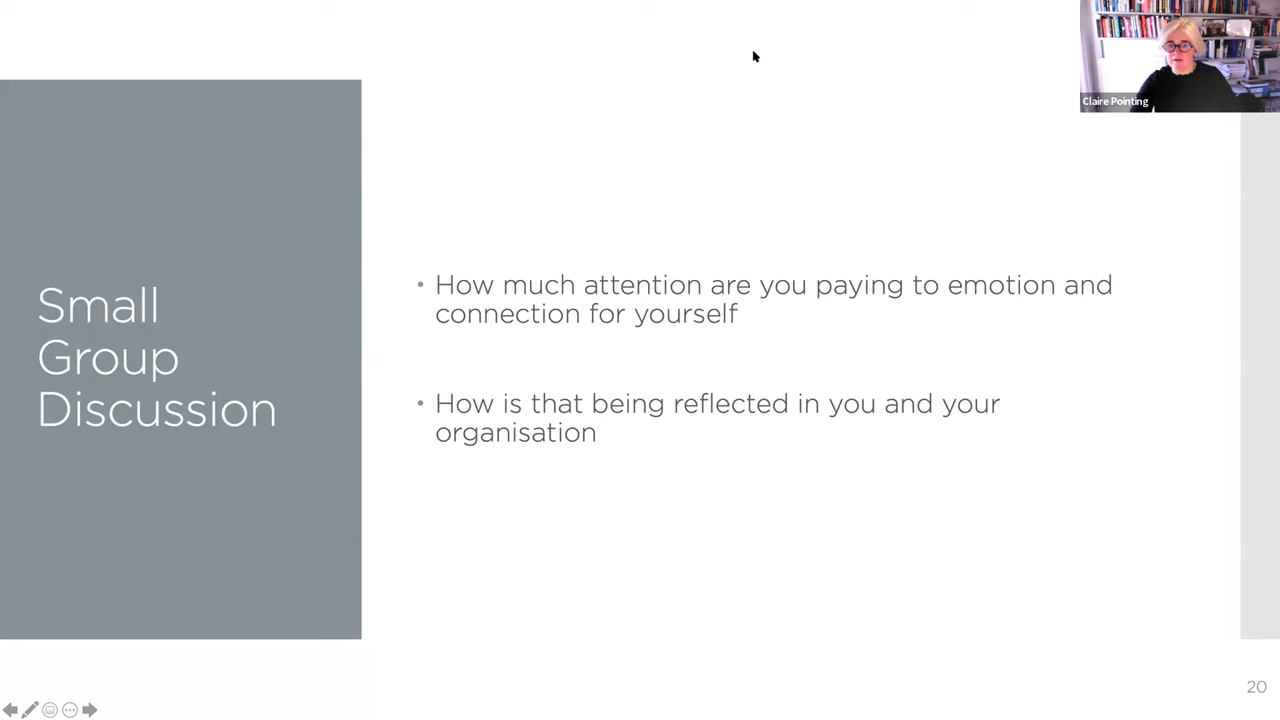 Claire Pointing
Small
Group
Discussion
• How much attention are you paying to emotion and
connection for yourself
• How is that being reflected in you and your
organisation
20